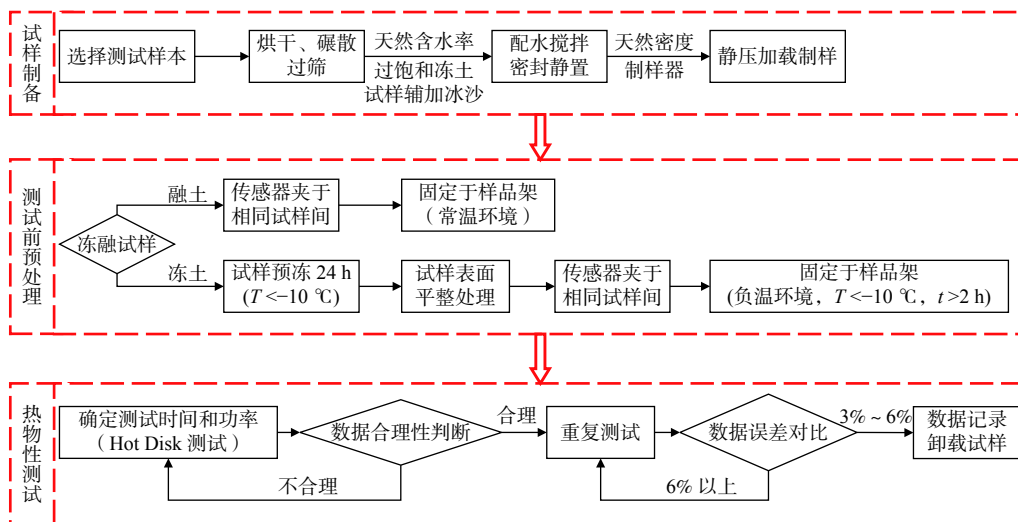 试样制备
选择测试样本
烘干、碾散
过筛
天然含水率
过饱和冻土
试样辅加冰沙
配水搅拌
密封静置
天然密度
制样器
静压加载制样
测试前预处理
冻融试样
融土
传感器夹于
相同试样间
固定于样品架
（常温环境）
冻土
试样预冻 24 h
(T <−10 ℃)
试样表面
平整处理
传感器夹于
相同试样间
固定于样品架
(负温环境，T <−10 ℃，t >2 h)
热物性测试
确定测试时间和功率
（Hot Disk 测试）
数据合理性判断
不合理
合理
重复测试
数据误差对比
6% 以上
3% ~ 6%
数据记录
卸载试样